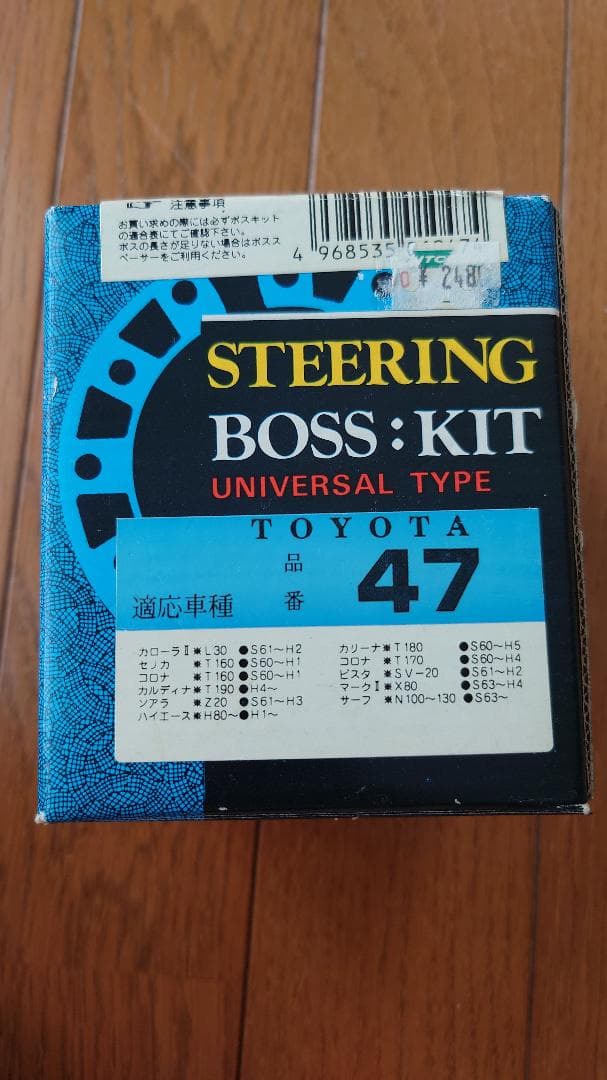 注意事項
お買い求めの際には必ずボスキット
の適合表にてご確認下さい。
ボスの長さが足りない場合はボスス
ペーサーをご利用ください。
4 968535
¥ 248
STEERING
BOSS:KIT
UNIVERSAL TYPE
TOYOTA
適応車種
品番 47
カローラⅡ✷L30 ●S61〜H2
セリカ ✷T160 ●S60〜H1
コロナ ✷T160 ●S60〜H1
カルディナ✷T190 ●H4〜
ソアラ ✷Z20 ●S61〜H3
ハイエース✷H80〜●H1〜
カリーナ✷T180 ●S60〜H5
コロナ ✷T170 ●S60〜H4
ビスタ ✷SV-20 ●S61〜H2
マークⅡ✷X80 ●S63〜H4
サーフ ✷N100〜130 ●S63〜